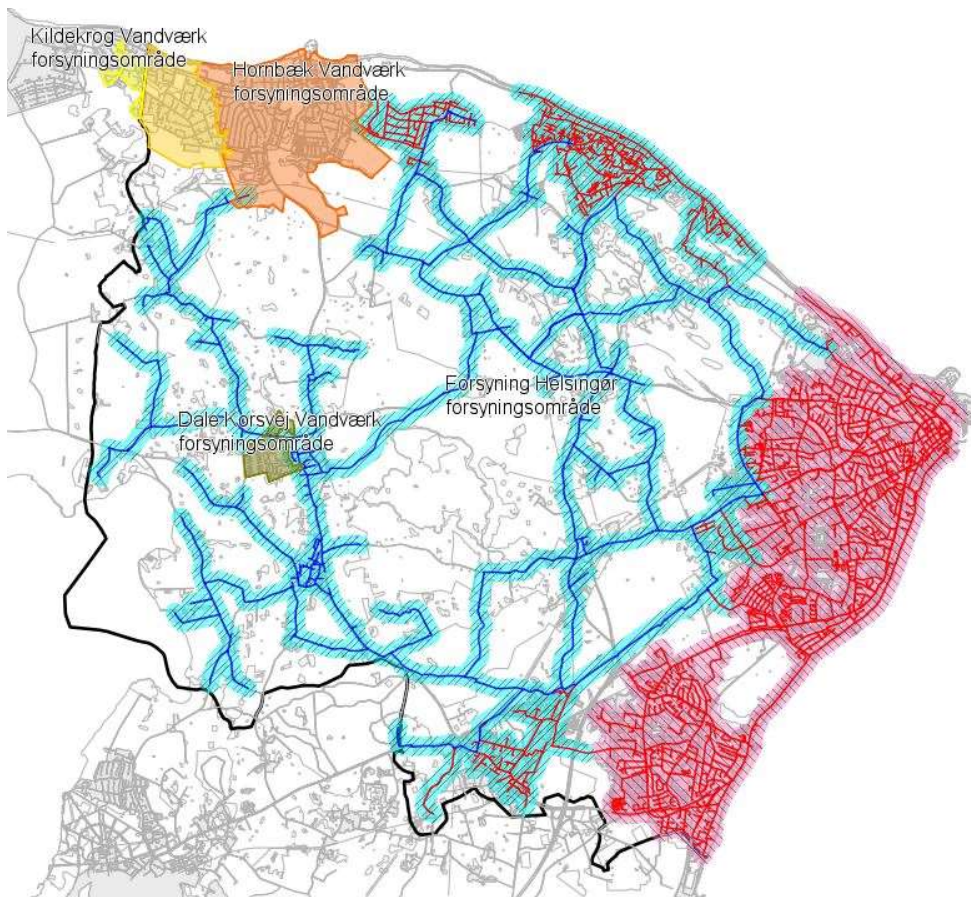 Kildekrog Vandværk
forsyningsområde
Hornbæk Vandværk
forsyningsområde
Forsyning Helsingør
forsyningsområde
Dale Korsvej Vandværk
forsyningsområde